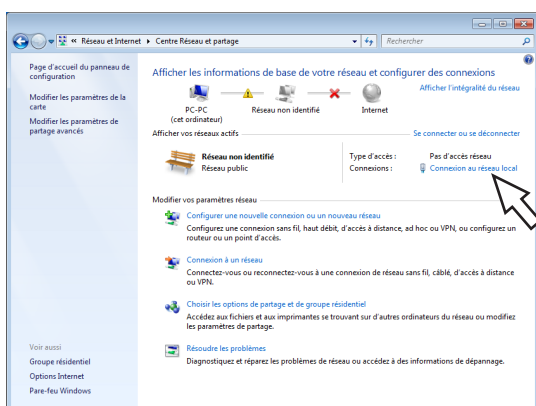 « Réseau et Internet ▸ Centre Réseau et partage
Rechercher
Page d'accueil du panneau de
configuration
Modifier les paramètres de la
carte
Modifier les paramètres de
partage avancés
Voir aussi
Groupe résidentiel
Options Internet
Pare-feu Windows
Afficher les informations de base de votre réseau et configurer des connexions
Afficher l'intégralité du réseau
PC-PC
(cet ordinateur)
Réseau non identifié
Internet
Afficher vos réseaux actifs
Se connecter ou se déconnecter
Réseau non identifié
Réseau public
Type d'accès : Pas d'accès réseau
Connexions : Connexion au réseau local
Modifier vos paramètres réseau
Configurer une nouvelle connexion ou un nouveau réseau
Configurez une connexion sans fil, haut débit, d'accès à distance, ad hoc ou VPN, ou configurez un
routeur ou un point d'accès.
Connexion à un réseau
Connectez-vous ou reconnectez-vous à une connexion de réseau sans fil, câblé, d'accès à distance
ou VPN.
Choisir les options de partage et de groupe résidentiel
Accédez aux fichiers et aux imprimantes se trouvant sur d'autres ordinateurs du réseau ou modifiez
les paramètres de partage.
Résoudre les problèmes
Diagnostiquez et réparez les problèmes de réseau ou accédez à des informations de dépannage.